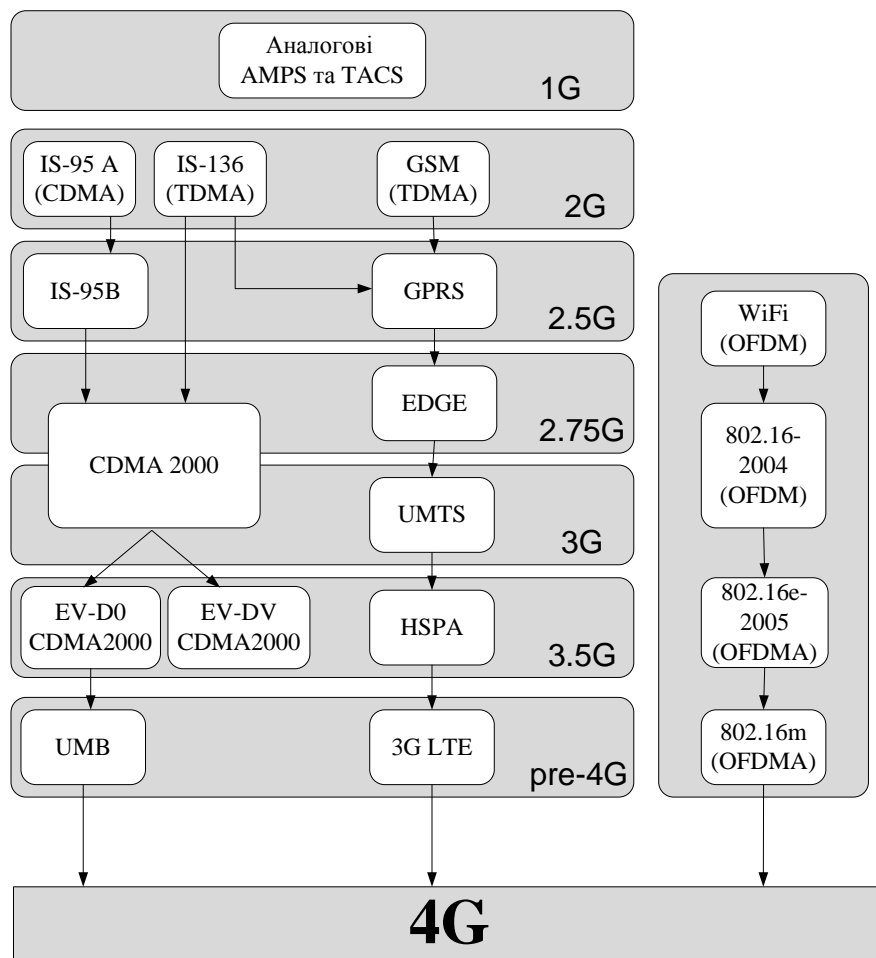 Аналогові
AMPS та TACS
1G
IS-95 A
(CDMA)
IS-136
(TDMA)
GSM
(TDMA)
2G
IS-95B
GPRS
2.5G
EDGE
2.75G
CDMA 2000
UMTS
3G
EV-D0
CDMA2000
EV-DV
CDMA2000
HSPA
3.5G
UMB
3G LTE
pre-4G
WiFi
(OFDM)
802.16-
2004
(OFDM)
802.16e-
2005
(OFDMA)
802.16m
(OFDMA)
4G